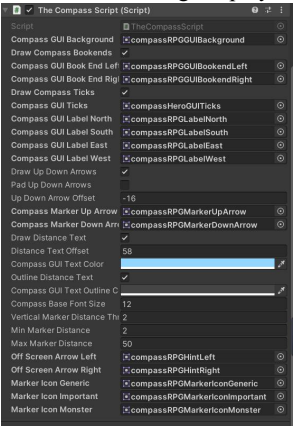 The Compass Script (Script)
Script TheCompassScript
Compass GUI Background compassRPGGUIBackground
Draw Compass Bookends
Compass GUI Book End Lef compassRPGGUIBookendLeft
Compass GUI Book End Rig compassRPGGUIBookendRight
Draw Compass Ticks
Compass GUI Ticks compassHeroGUITicks
Compass GUI Label North compassRPGLabelNorth
Compass GUI Label South compassRPGLabelSouth
Compass GUI Label East compassRPGLabelEast
Compass GUI Label West compassRPGLabelWest
Draw Up Down Arrows
Pad Up Down Arrows
Up Down Arrow Offset -16
Compass Marker Up Arrow compassRPGMarkerUpArrow
Compass Marker Down Arr compassRPGMarkerDownArrow
Draw Distance Text
Distance Text Offset 58
Compass GUI Text Color
Outline Distance Text
Compass GUI Text Outline C
Compass Base Font Size 12
Vertical Marker Distance Thr 2
Min Marker Distance 2
Max Marker Distance 50
Off Screen Arrow Left compassRPGHintLeft
Off Screen Arrow Right compassRPGHintRight
Marker Icon Generic compassRPGMarkerIconGeneric
Marker Icon Important compassRPGMarkerIconImportant
Marker Icon Monster compassRPGMarkerIconMonster